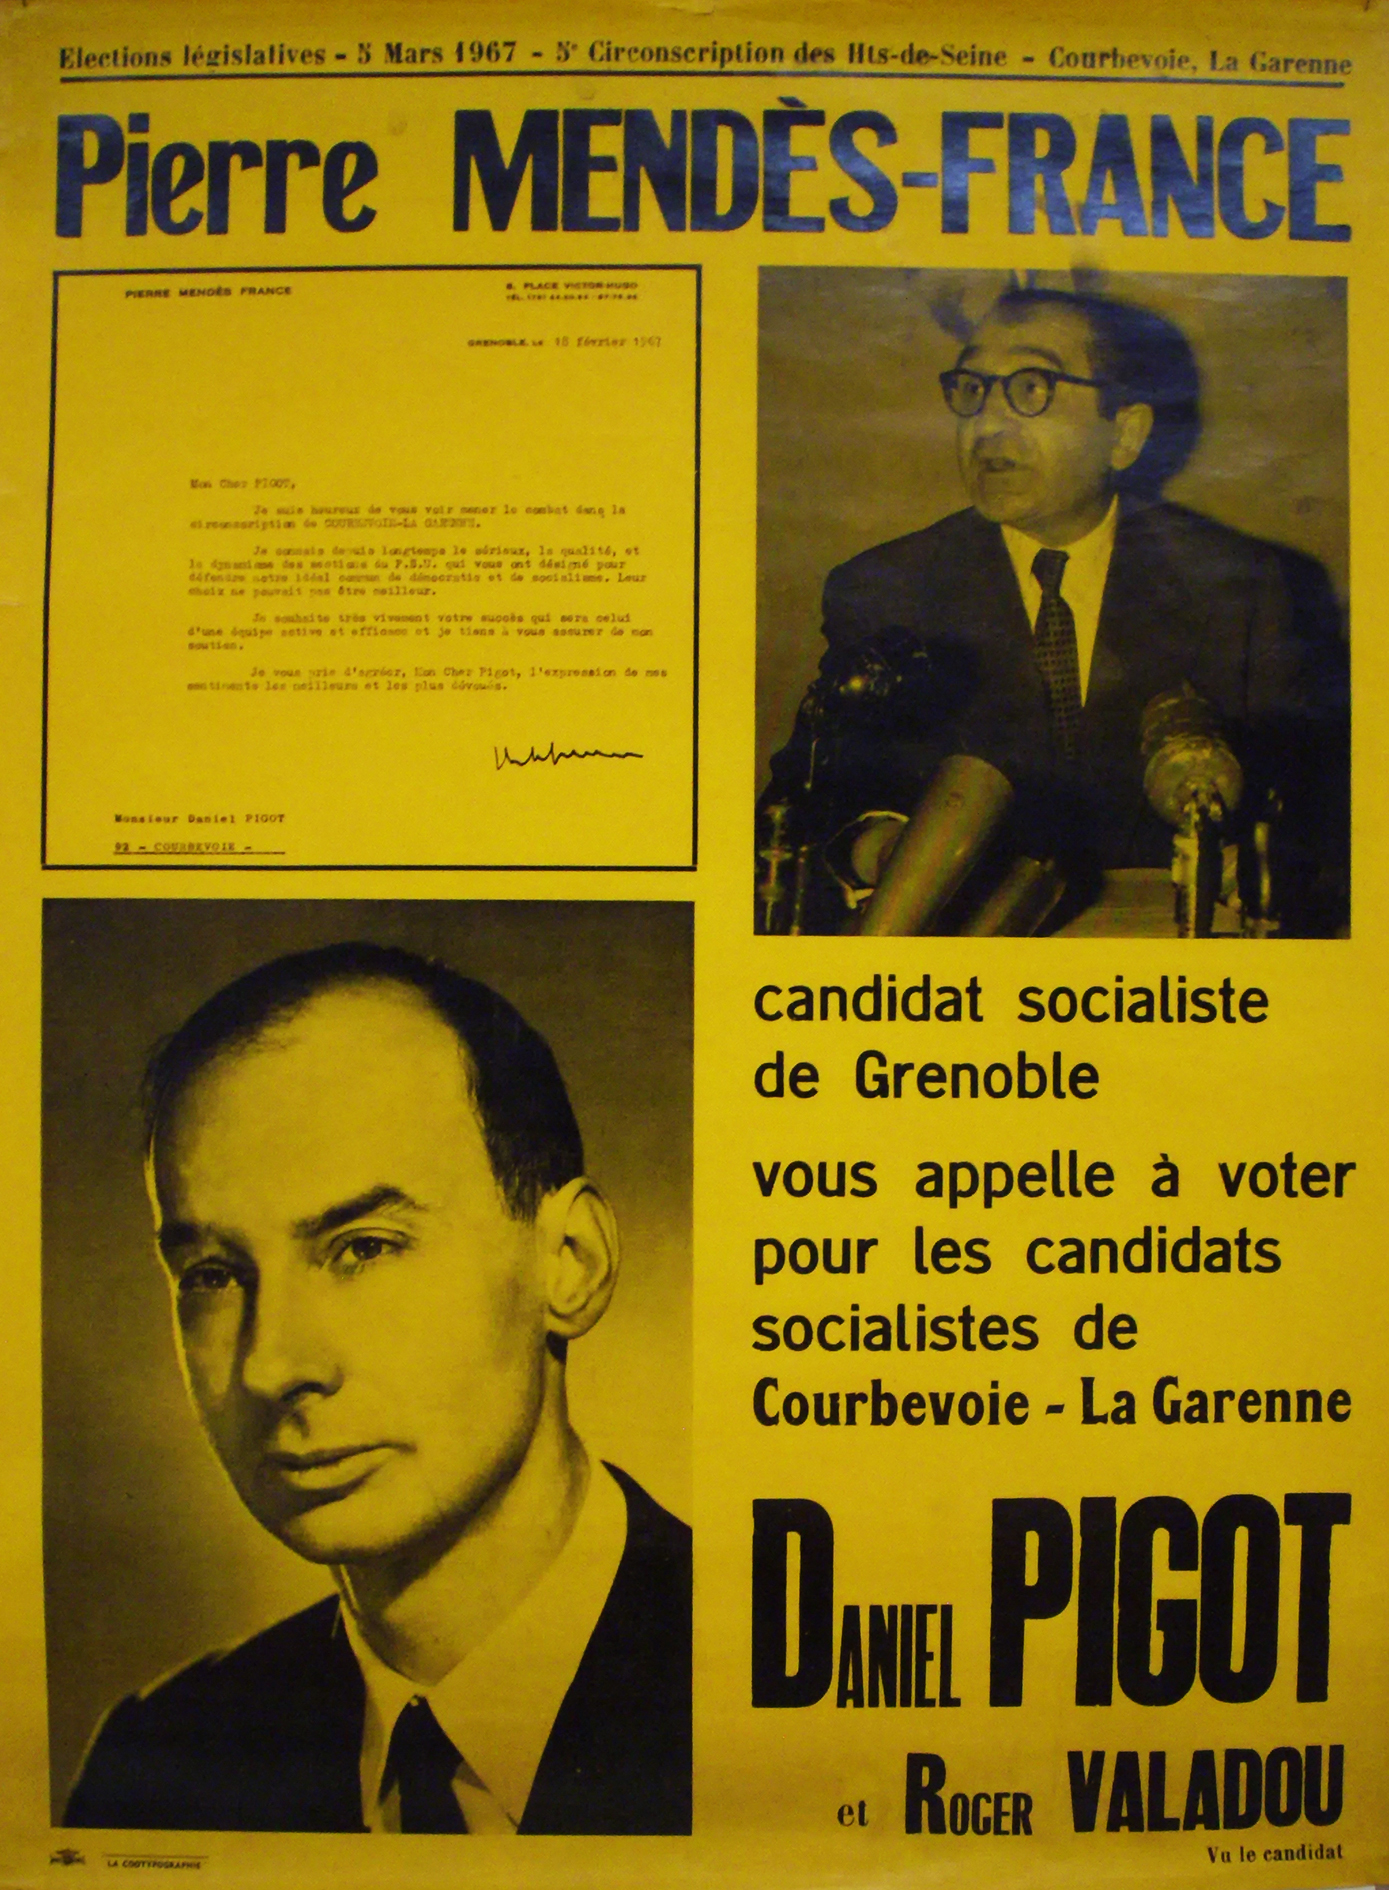 Elections législatives - 5 Mars 1967 - 5e Circonscription des Hts-de-Seine - Courbevoie, La Garenne
Pierre MENDÈS-FRANCE
PIERRE MENDÈS FRANCE
8, PLACE VICTOR-HUGO
GRENOBLE, LE 18 février 1967
Mon Cher PIGOT,
Je suis heureux de vous voir mener le combat dans la
circonscription de COURBEVOIE-LA GARENNE.
Je connais depuis longtemps le sérieux, la qualité, et
le dynamisme des sections du P.S.U. qui vous ont désigné pour
défendre notre idéal commun de démocratie et de socialisme. Leur
choix ne pouvait pas être meilleur.
Je souhaite très vivement votre succès qui sera celui
d'une équipe active et efficace et je tiens à vous assurer de mon
soutien.
Je vous prie d'agréer, Mon Cher Pigot, l'expression de mes
sentiments les meilleurs et les plus dévoués.
Monsieur Daniel PIGOT
92 - COURBEVOIE -
candidat socialiste
de Grenoble
vous appelle à voter
pour les candidats
socialistes de
Courbevoie - La Garenne
DANIEL PIGOT
et ROGER VALADOU
Vu le candidat
LA COOTYPOGRAPHIE